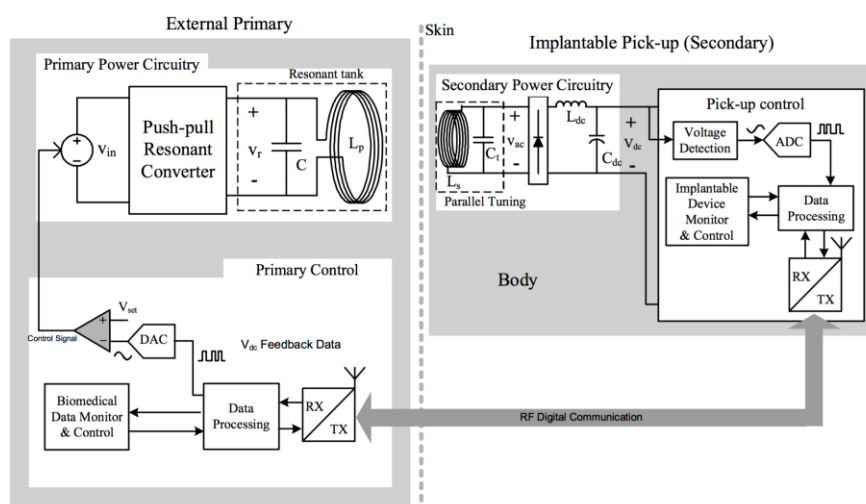 External Primary
Skin
Implantable Pick-up (Secondary)
Primary Power Circuitry
Resonant tank
+
-
v_in
Push-pull
Resonant
Converter
+
v_r
-
C
L_p
Secondary Power Circuitry
L_s
C_t
Parallel Tuning
+
v_ac
-
L_dc
C_dc
+
V_dc
-
Pick-up control
Voltage
Detection
ADC
Implantable
Device
Monitor
& Control
Data
Processing
RX
TX
Body
Primary Control
V_set
+
-
Control Signal
DAC
V_dc Feedback Data
Biomedical
Data Monitor
& Control
Data
Processing
RX
TX
RF Digital Communication